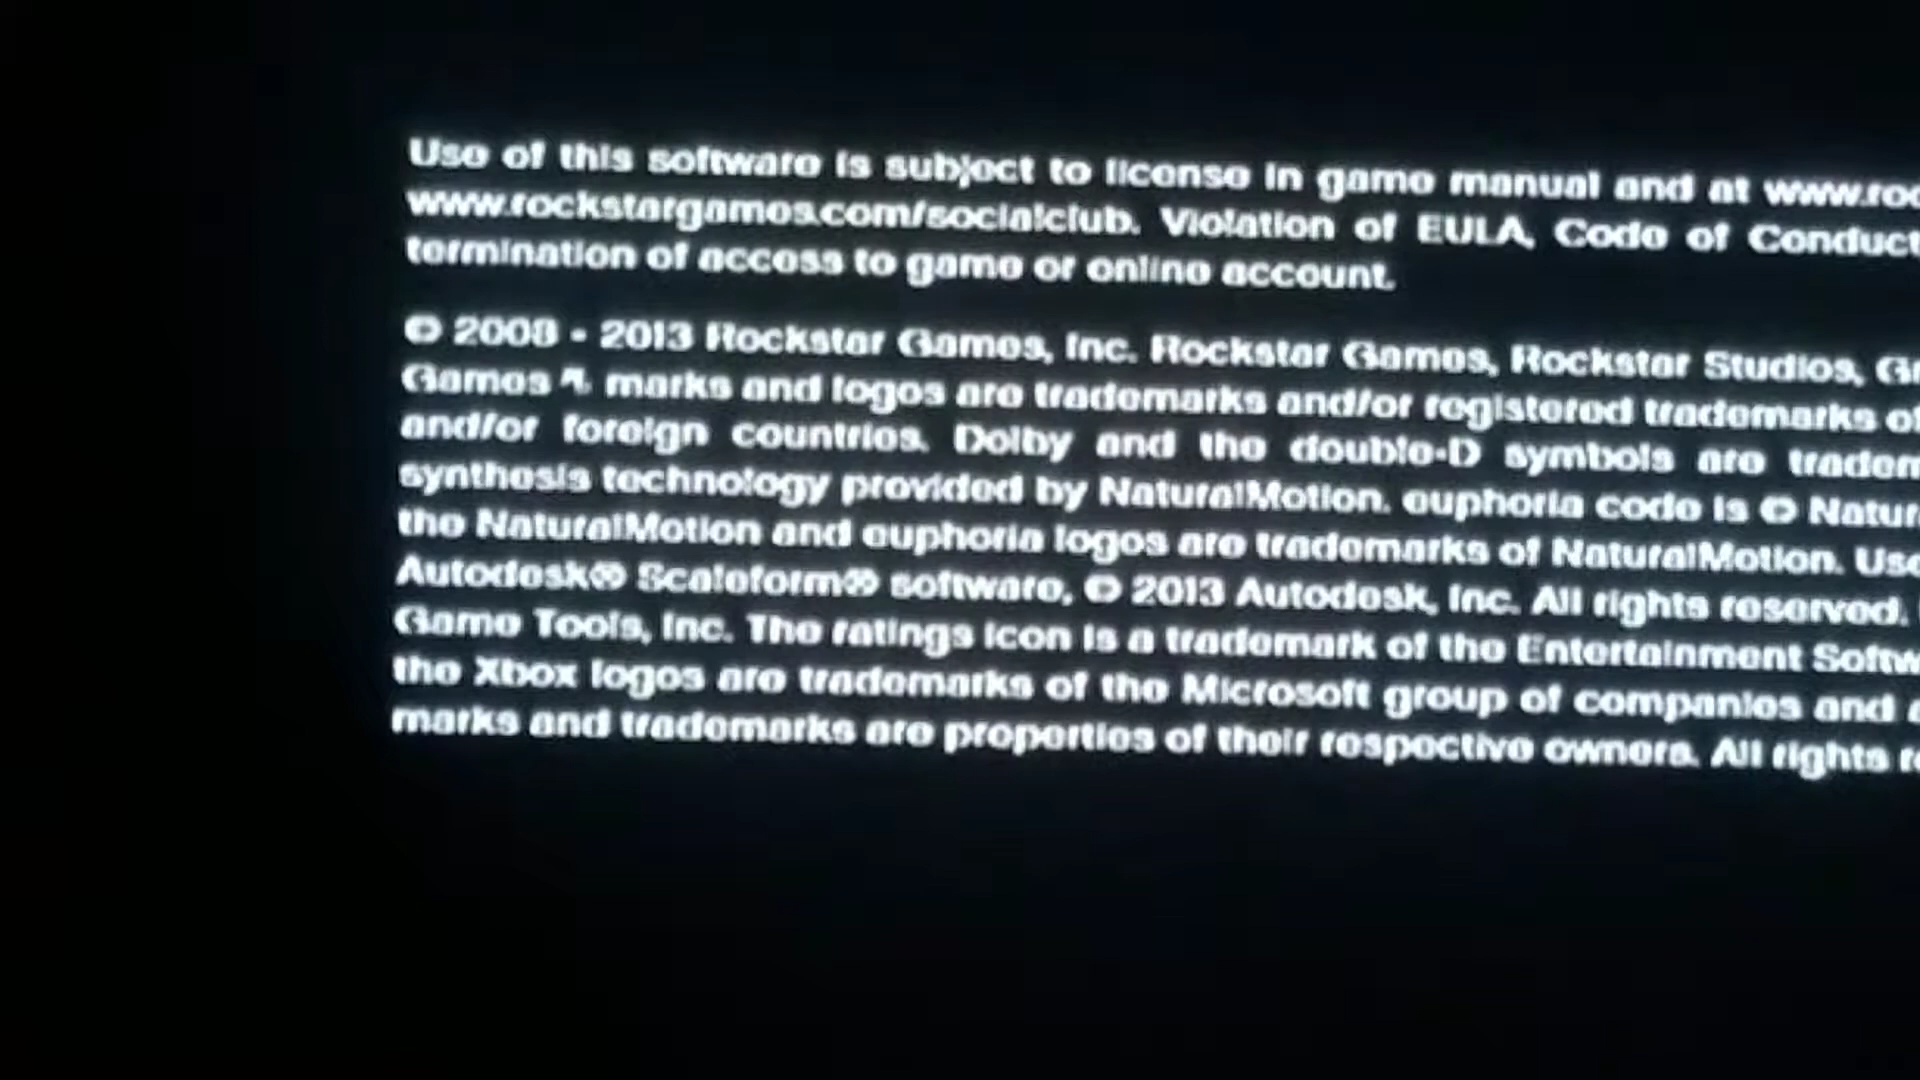 Use of this software is subject to license in game manual and at
www.rockstargames.com/socialclub. Violation of EULA, Code of Conduct
termination of access to game or online account.
© 2008 - 2013 Rockstar Games, Inc. Rockstar Games, Rockstar Studios,
Games marks and logos are trademarks and/or registered trademarks of
and/or foreign countries. Dolby and the double-D symbols are
synthesis technology provided by NaturalMotion. euphoria code is ©
the NaturalMotion and euphoria logos are trademarks of NaturalMotion.
Autodesk® Scaleform® software, © 2013 Autodesk, Inc. All rights reserved.
Game Tools, Inc. The ratings icon is a trademark of the Entertainment
the Xbox logos are trademarks of the Microsoft group of companies and
marks and trademarks are properties of their respective owners. All rights